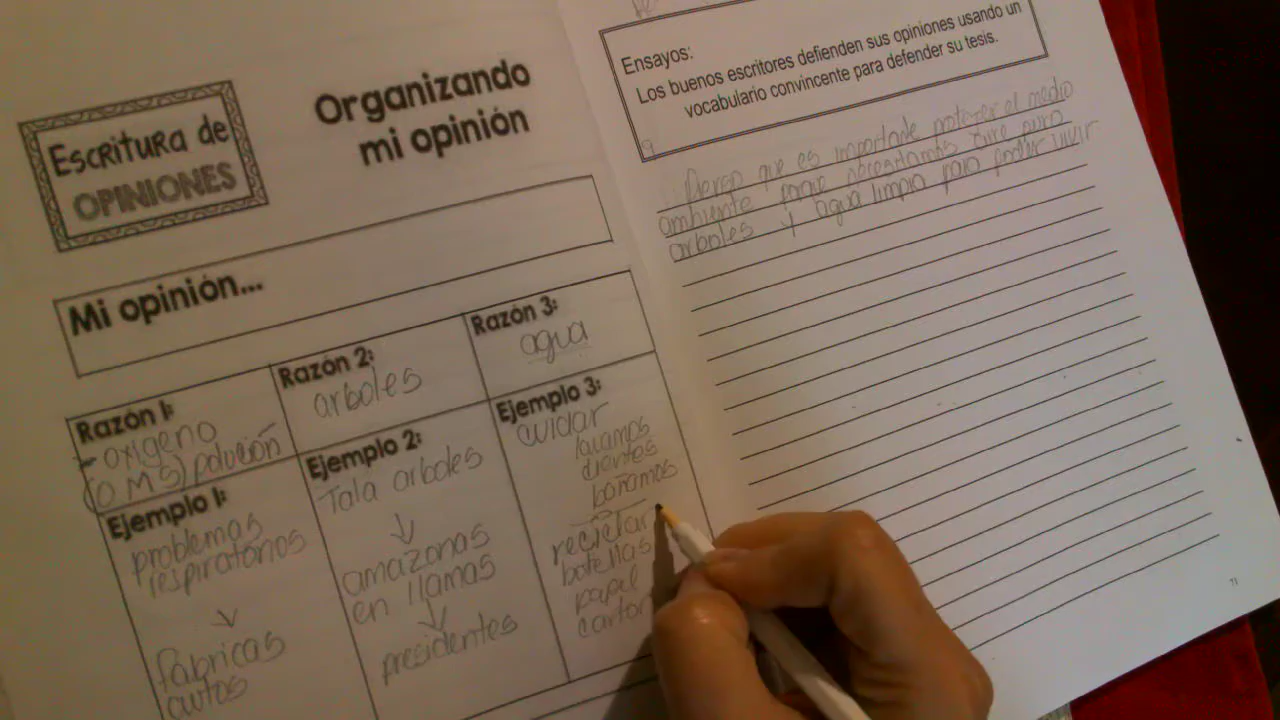 Escritura de
OPINIONES
Organizando
mi opinión
Mi opinión...
Razón 1:
oxigeno
(OMS) polución
Razón 2:
arboles
Razón 3:
agua
Ejemplo 1:
problemas
respiratorios
fabricas
autos
Ejemplo 2:
Tala arboles
amazonas
en llamas
presidentes
Ejemplo 3:
cuidar
lavamos
dientes
bañamos
reciclar
botellas
papel
carton
Ensayos:
Los buenos escritores defienden sus opiniones usando un
vocabulario convincente para defender su tesis.
que es importante proteger el medio
ambiente porque necesitamos aire puro
arboles y agua limpia para poder vivir
71